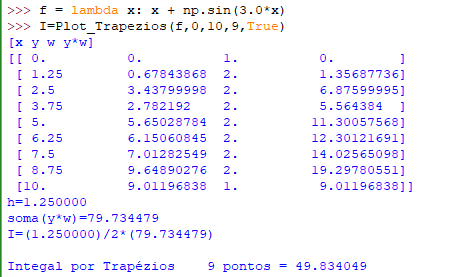 >>> f = lambda x: x + np.sin(3.0*x)
>>> I=Plot_Trapezios(f,0,10,9,True)
[x y w y*w]
[[ 0.          0.          1.          0.        ]
 [ 1.25        0.67843868  2.          1.35687736]
 [ 2.5         3.43799998  2.          6.87599995]
 [ 3.75        2.782192    2.          5.564384  ]
 [ 5.          5.65028784  2.         11.30057568]
 [ 6.25        6.15060845  2.         12.30121691]
 [ 7.5         7.01282549  2.         14.02565098]
 [ 8.75        9.64890276  2.         19.29780551]
 [10.          9.01196838  1.          9.01196838]]
h=1.250000
soma(y*w)=79.734479
I=(1.250000)/2*(79.734479)
Integal por Trapézios    9 pontos = 49.834049